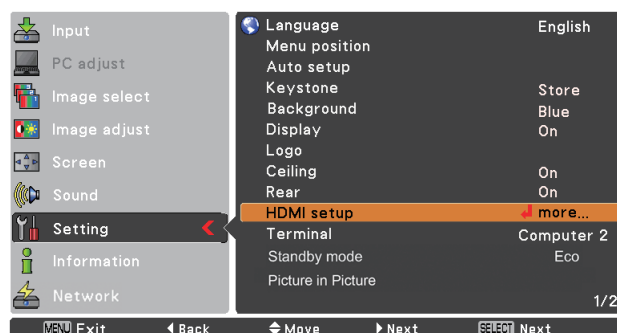 Input
PC adjust
Image select
Image adjust
Screen
Sound
Setting
Information
Network
Language English
Menu position
Auto setup
Keystone Store
Background Blue
Display On
Logo
Ceiling On
Rear On
HDMI setup more...
Terminal Computer 2
Standby mode Eco
Picture in Picture
1/2
MENU Exit Back Move Next SELECT Next